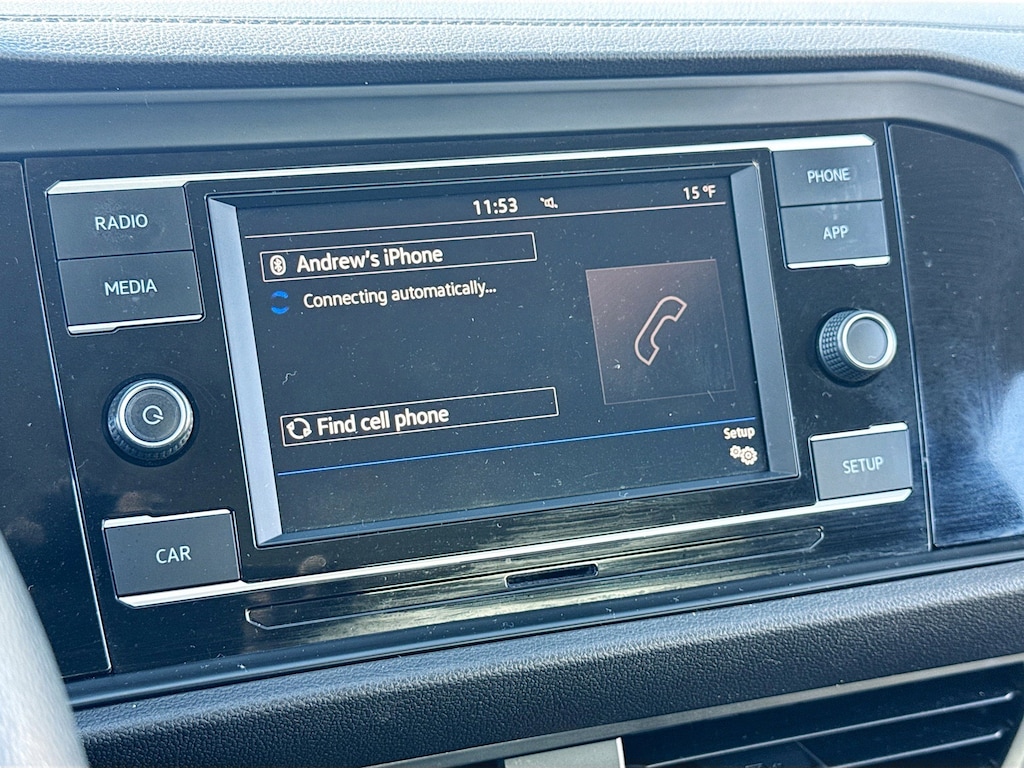 RADIO
MEDIA
CAR
11:53
15 °F
Andrew's iPhone
Connecting automatically...
Find cell phone
Setup
PHONE
APP
SETUP